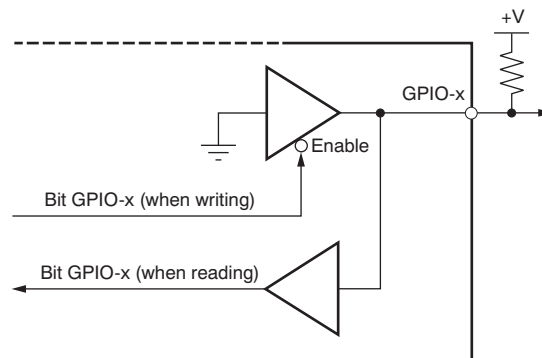 +V
GPIO-x
Enable
Bit GPIO-x (when writing)
Bit GPIO-x (when reading)